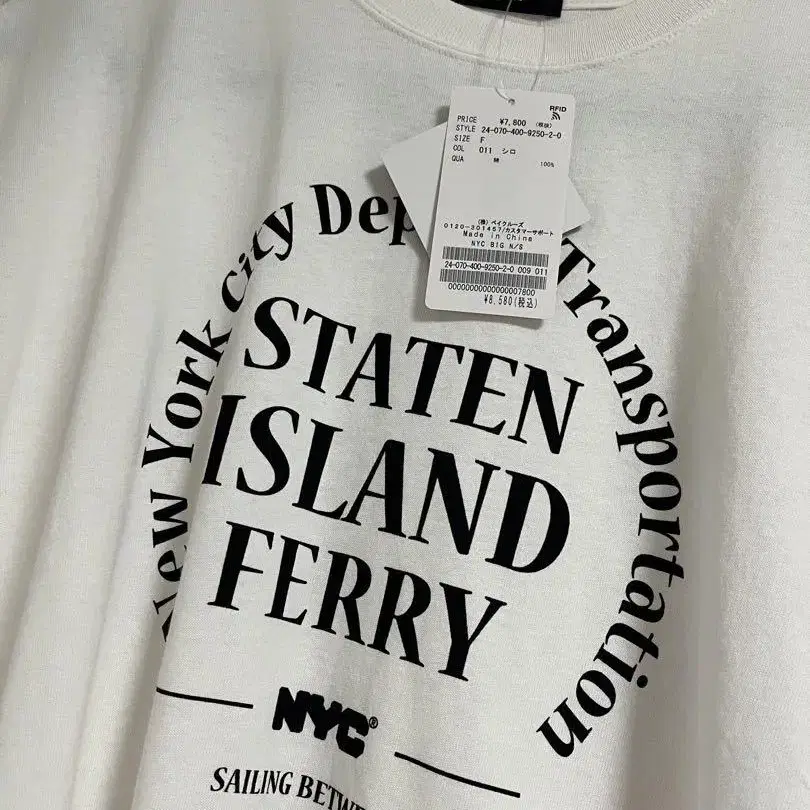 RFID
PRICE ¥7,800 (税抜)
STYLE 24-070-400-9250-2-0
SIZE F
COL 011 シロ
QUA 綿 100%
(株)ベイクルーズ
0120-301457/カスタマーサポート
Made in China
NYC BIG N/S
24-070-400-9250-2-0 009 011
00000000000000007800
¥8,580(税込)
New York City Dep Transportation
STATEN
ISLAND
FERRY
NYC®
SAILING